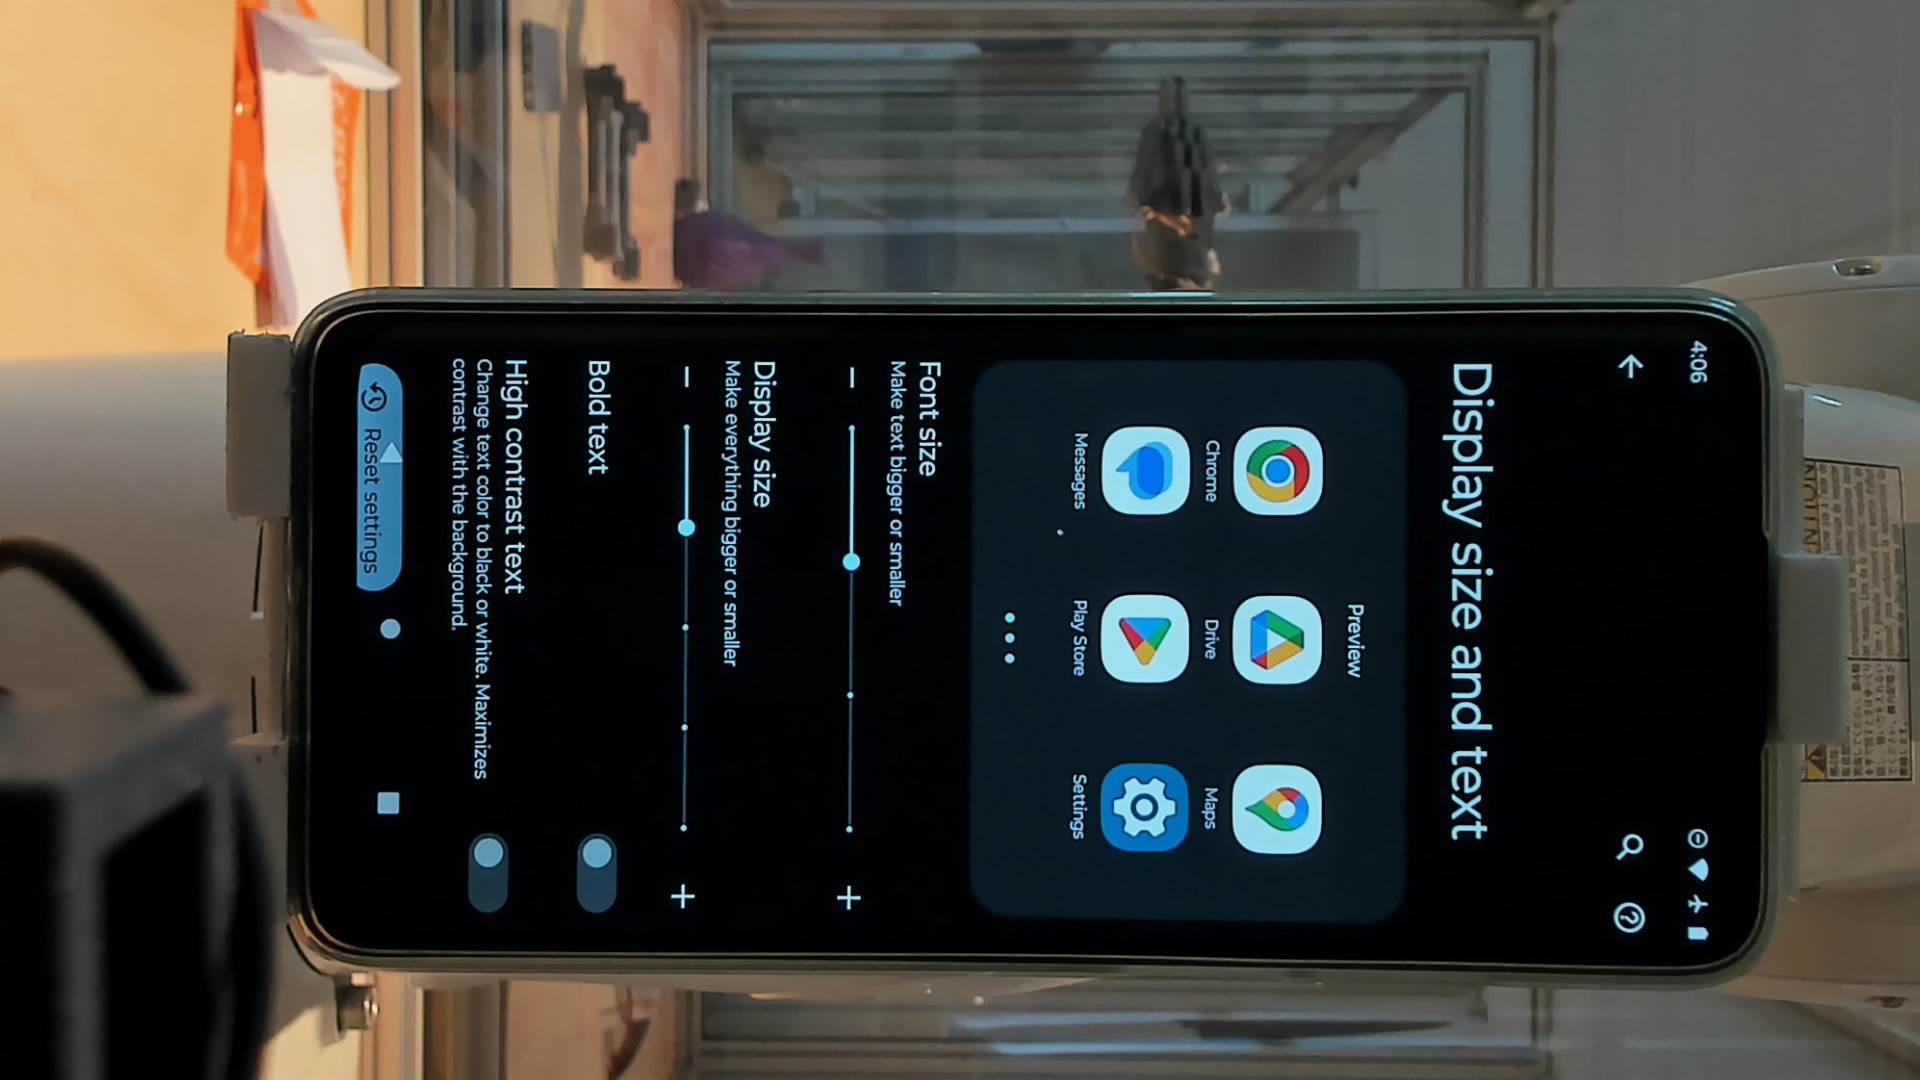 4:06
Display size and text
Preview
Chrome
Drive
Maps
Messages
Play Store
Settings
Font size
Make text bigger or smaller
Display size
Make everything bigger or smaller
Bold text
High contrast text
Change text color to black or white. Maximizes
contrast with the background.
Reset settings